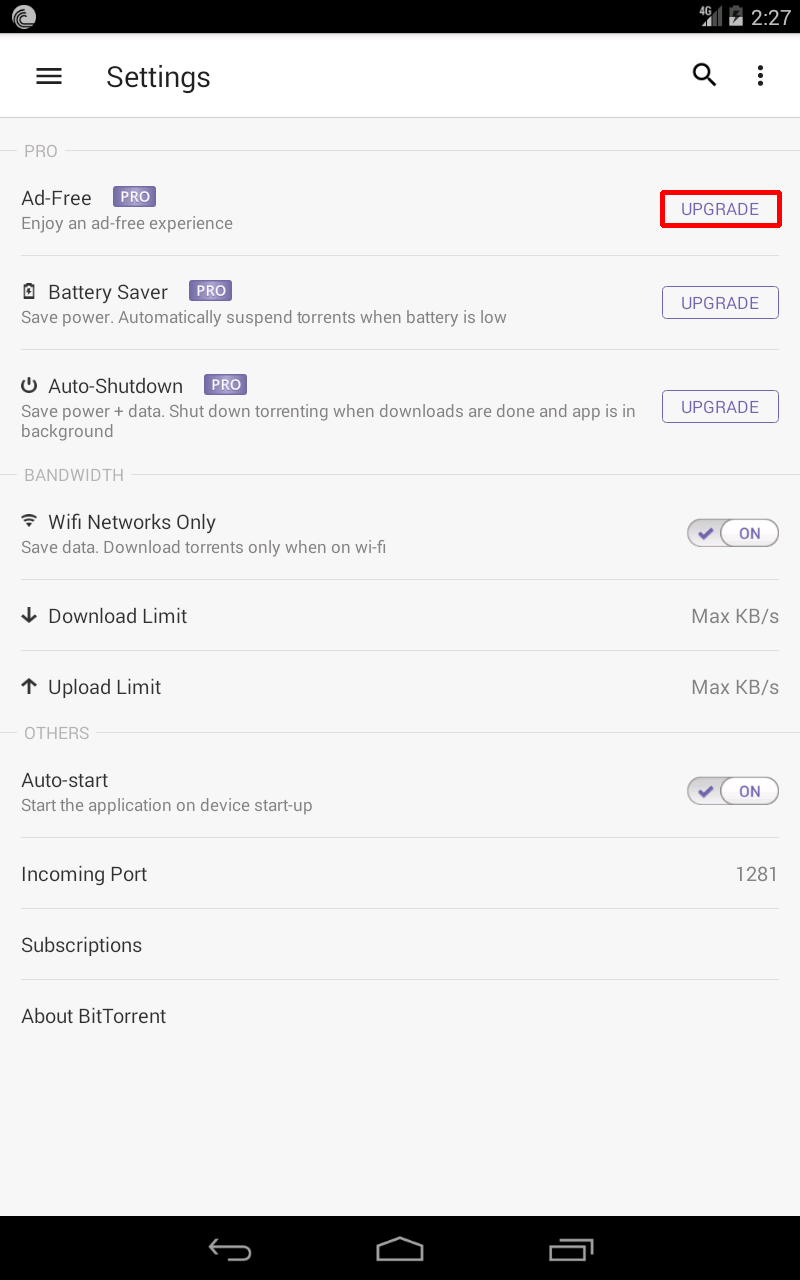 4G 2:27
Settings
PRO
Ad-Free PRO
Enjoy an ad-free experience
UPGRADE
Battery Saver PRO
Save power. Automatically suspend torrents when battery is low
UPGRADE
Auto-Shutdown PRO
Save power + data. Shut down torrenting when downloads are done and app is in
background
UPGRADE
BANDWIDTH
Wifi Networks Only
Save data. Download torrents only when on wi-fi
ON
Download Limit Max KB/s
Upload Limit Max KB/s
OTHERS
Auto-start
Start the application on device start-up
ON
Incoming Port 1281
Subscriptions
About BitTorrent